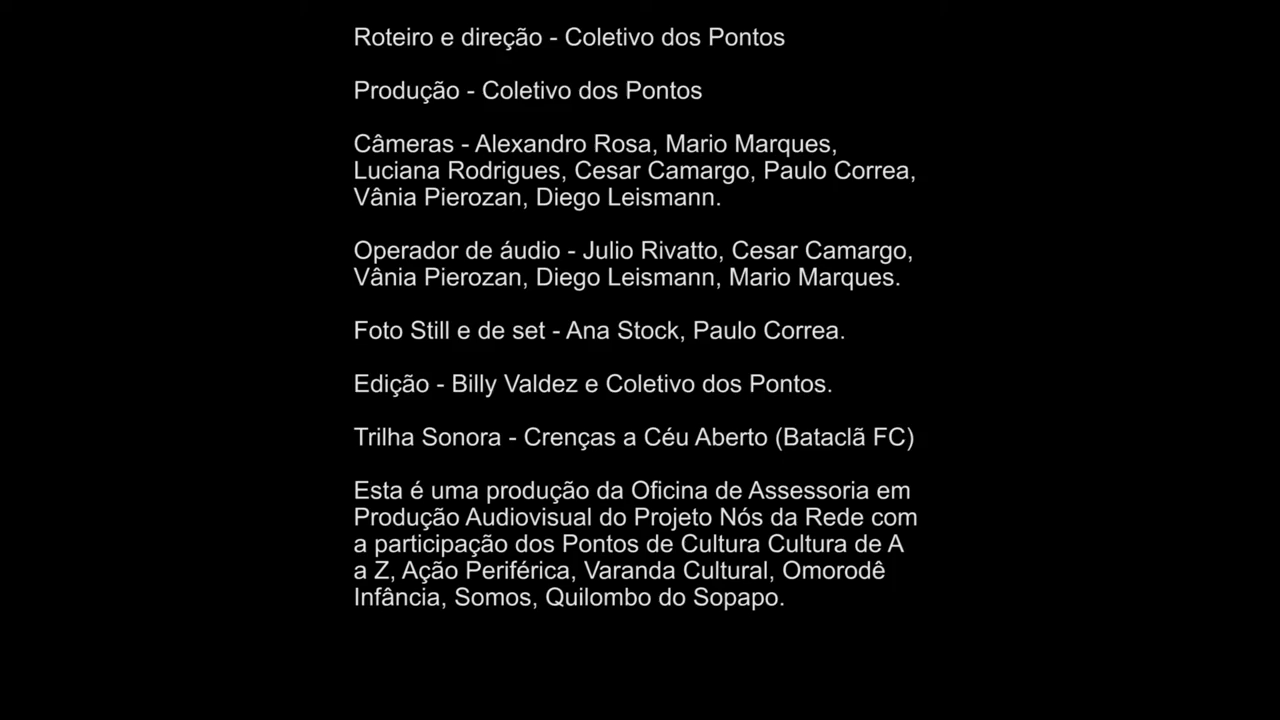 Roteiro e direção - Coletivo dos Pontos
Produção - Coletivo dos Pontos
Câmeras - Alexandro Rosa, Mario Marques,
Luciana Rodrigues, Cesar Camargo, Paulo Correa,
Vânia Pierozan, Diego Leismann.
Operador de áudio - Julio Rivatto, Cesar Camargo,
Vânia Pierozan, Diego Leismann, Mario Marques.
Foto Still e de set - Ana Stock, Paulo Correa.
Edição - Billy Valdez e Coletivo dos Pontos.
Trilha Sonora - Crenças a Céu Aberto (Bataclã FC)
Esta é uma produção da Oficina de Assessoria em
Produção Audiovisual do Projeto Nós da Rede com
a participação dos Pontos de Cultura Cultura de A
a Z, Ação Periférica, Varanda Cultural, Omorodê
Infância, Somos, Quilombo do Sopapo.